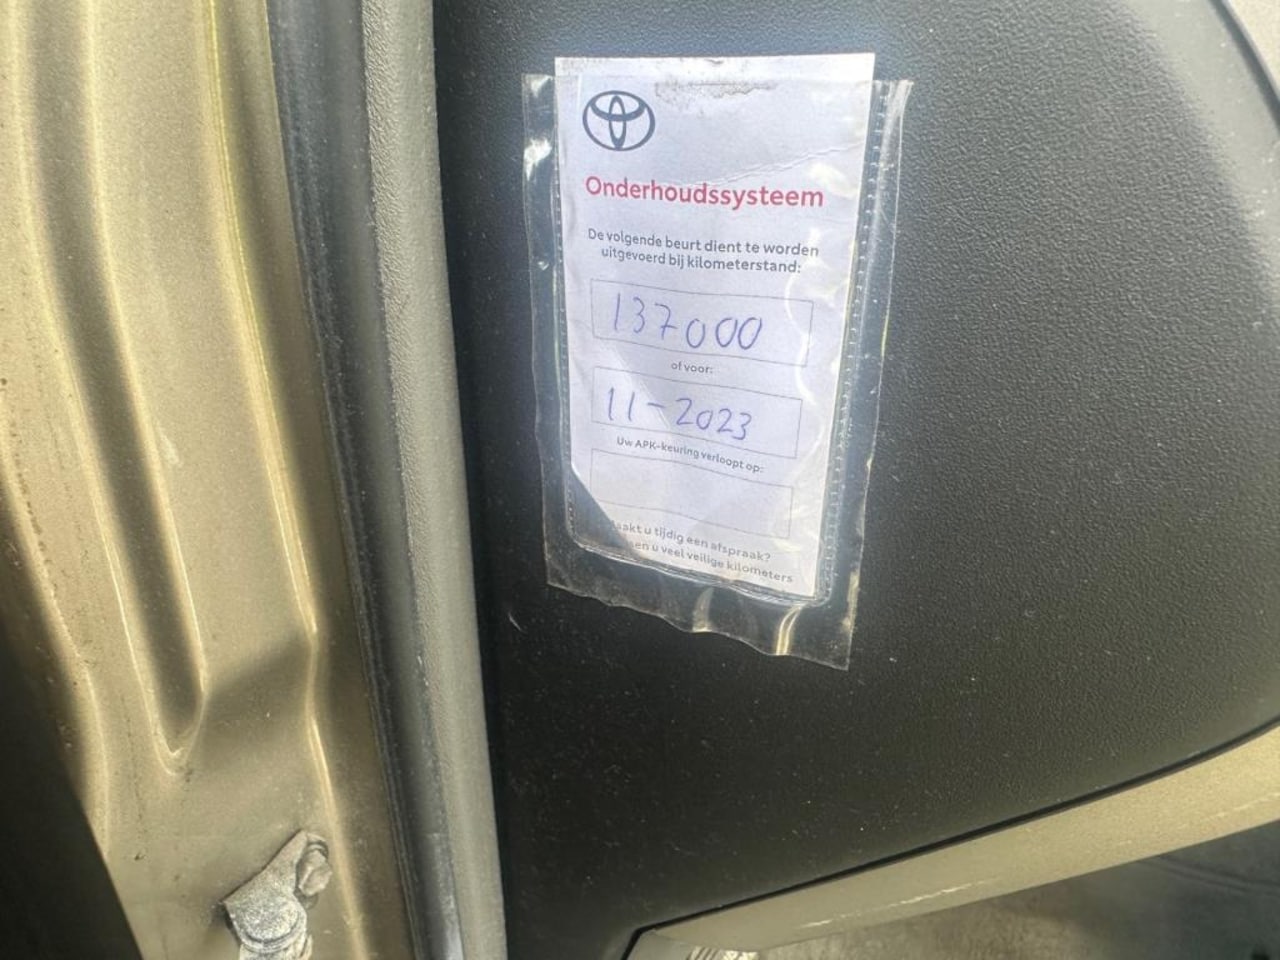 Onderhoudssysteem
De volgende beurt dient te worden
uitgevoerd bij kilometerstand:
137000
of voor:
11-2023
Uw APK-keuring verloopt op:
u tijdig een afspraak?
u veel veilige kilometers